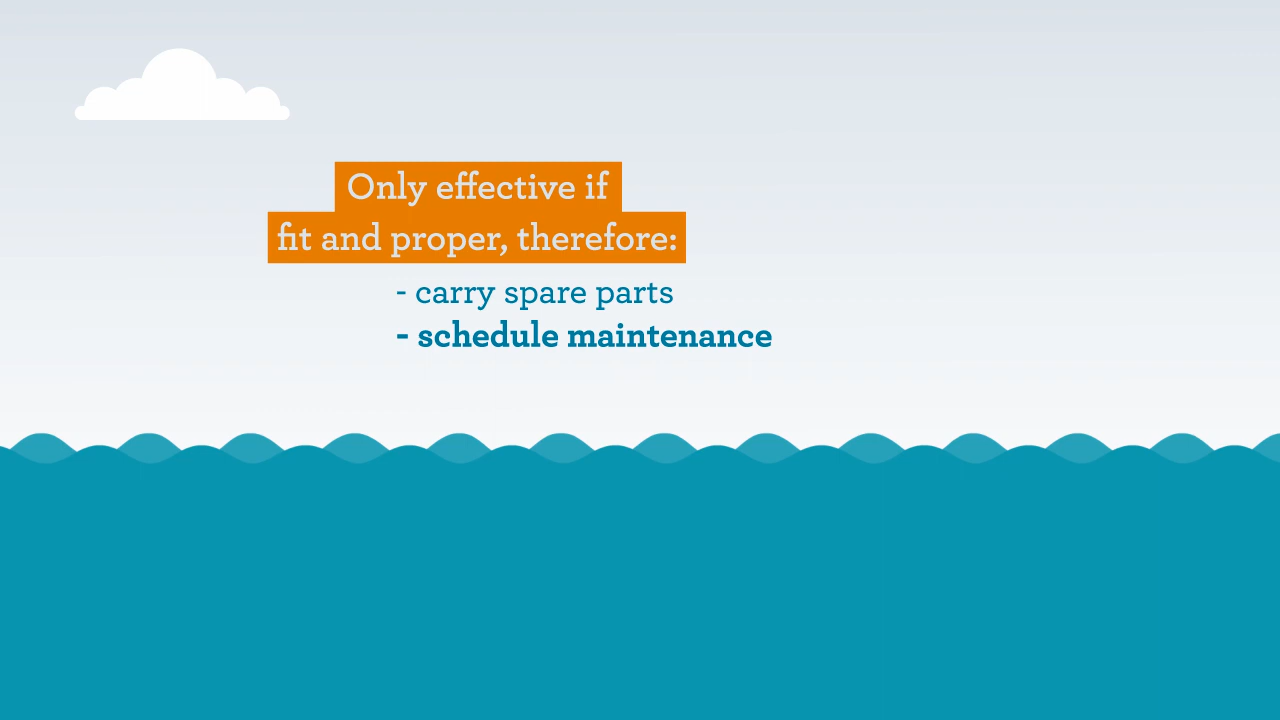 Only effective if
fit and proper, therefore:
- carry spare parts
- schedule maintenance